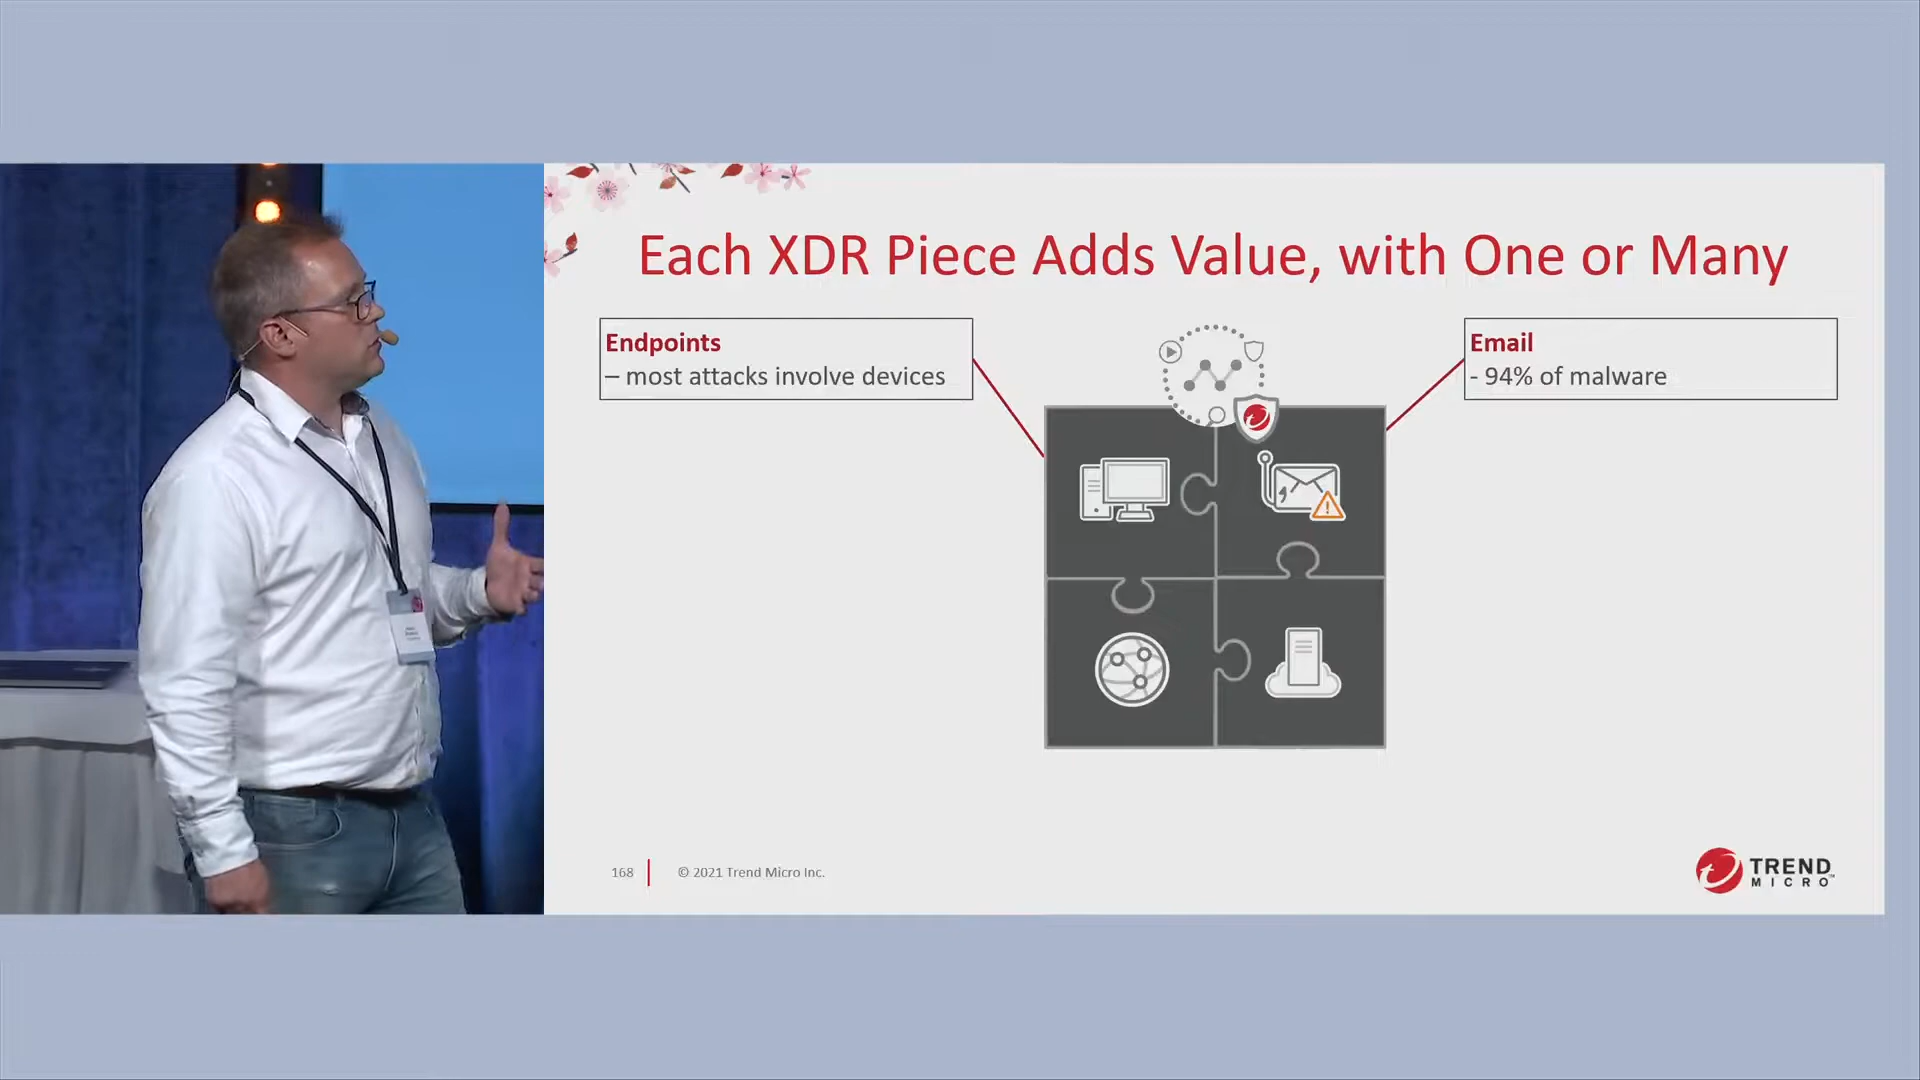 Each XDR Piece Adds Value, with One or Many
Endpoints
– most attacks involve devices
Email
- 94% of malware
168
© 2021 Trend Micro Inc.
TREND
MICRO™